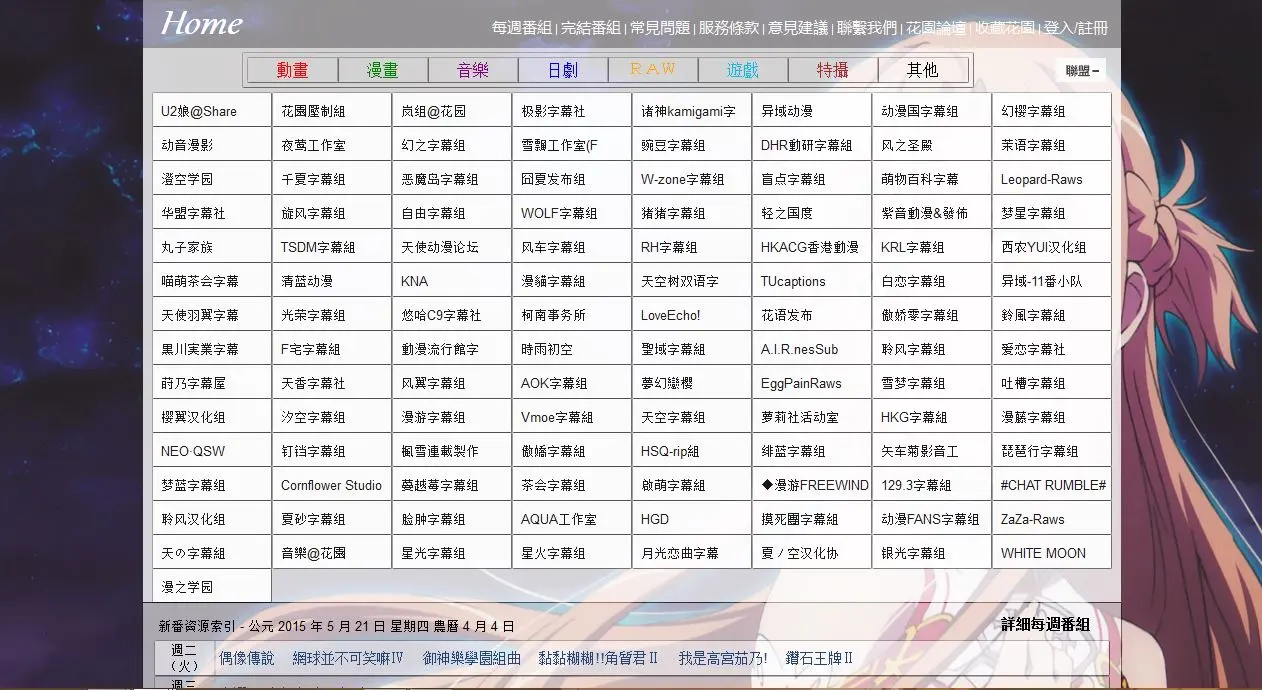 Home
每週番組 | 完結番組 | 常見問題 | 服務條款 | 意見建議 | 聯繫我們 | 花園論壇 | 收藏花園 | 登入/註冊
動畫 漫畫 音樂 日劇 RAW 遊戲 特攝 其他 聯盟
U2娘@Share 花園壓制組 岚组@花园 极影字幕社 诸神kamigami字 异域动漫 动漫国字幕组 幻樱字幕组
动音漫影 夜莺工作室 幻之字幕组 雪飄工作室(F 豌豆字幕组 DHR動研字幕組 风之圣殿 茉语字幕组
澄空学园 千夏字幕组 恶魔岛字幕组 囧夏发布组 W-zone字幕组 盲点字幕组 萌物百科字幕 Leopard-Raws
华盟字幕社 旋风字幕组 自由字幕组 WOLF字幕组 猪猪字幕组 轻之国度 紫音動漫&發佈 梦星字幕组
丸子家族 TSDM字幕組 天使动漫论坛 风车字幕组 RH字幕组 HKACG香港動漫 KRL字幕组 西农YUI汉化组
喵萌茶会字幕 清蓝动漫 KNA 漫貓字幕組 天空树双语字 TUcaptions 白恋字幕组 异域-11番小队
天使羽翼字幕 光荣字幕组 悠哈C9字幕社 柯南事务所 LoveEcho! 花语发布 傲娇零字幕组 鈴風字幕組
黒川実業字幕 F宅字幕組 動漫流行館字 時雨初空 聖域字幕組 A.I.R.nesSub 聆风字幕组 爱恋字幕社
莳乃字幕屋 天香字幕社 风翼字幕组 AOK字幕组 夢幻戀櫻 EggPainRaws 雪梦字幕组 吐槽字幕组
樱翼汉化组 汐空字幕组 漫游字幕组 Vmoe字幕組 天空字幕组 萝莉社活动室 HKG字幕組 漫藤字幕组
NEO·QSW 钉铛字幕组 楓雪連載製作 傲嬌字幕組 HSQ-rip組 绯蓝字幕组 矢车菊影音工 琵琶行字幕组
梦蓝字幕组 Cornflower Studio 蔓越莓字幕组 茶会字幕组 啟萌字幕組 ◆漫游FREEWIND 129.3字幕組 #CHAT RUMBLE#
聆风汉化组 夏砂字幕组 脸肿字幕组 AQUA工作室 HGD 摸死團字幕組 动漫FANS字幕组 ZaZa-Raws
天の字幕組 音樂@花園 星光字幕组 星火字幕组 月光恋曲字幕 夏ノ空汉化协 银光字幕组 WHITE MOON
漫之学园
新番資源索引 - 公元 2015 年 5 月 21 日 星期四 農曆 4 月 4 日 詳細每週番組
週二
（火） 偶像傳說 網球並不可笑嘛Ⅳ 御神樂學園組曲 黏黏糊糊!!角質君Ⅱ 我是高宮茄乃! 鑽石王牌Ⅱ
週三